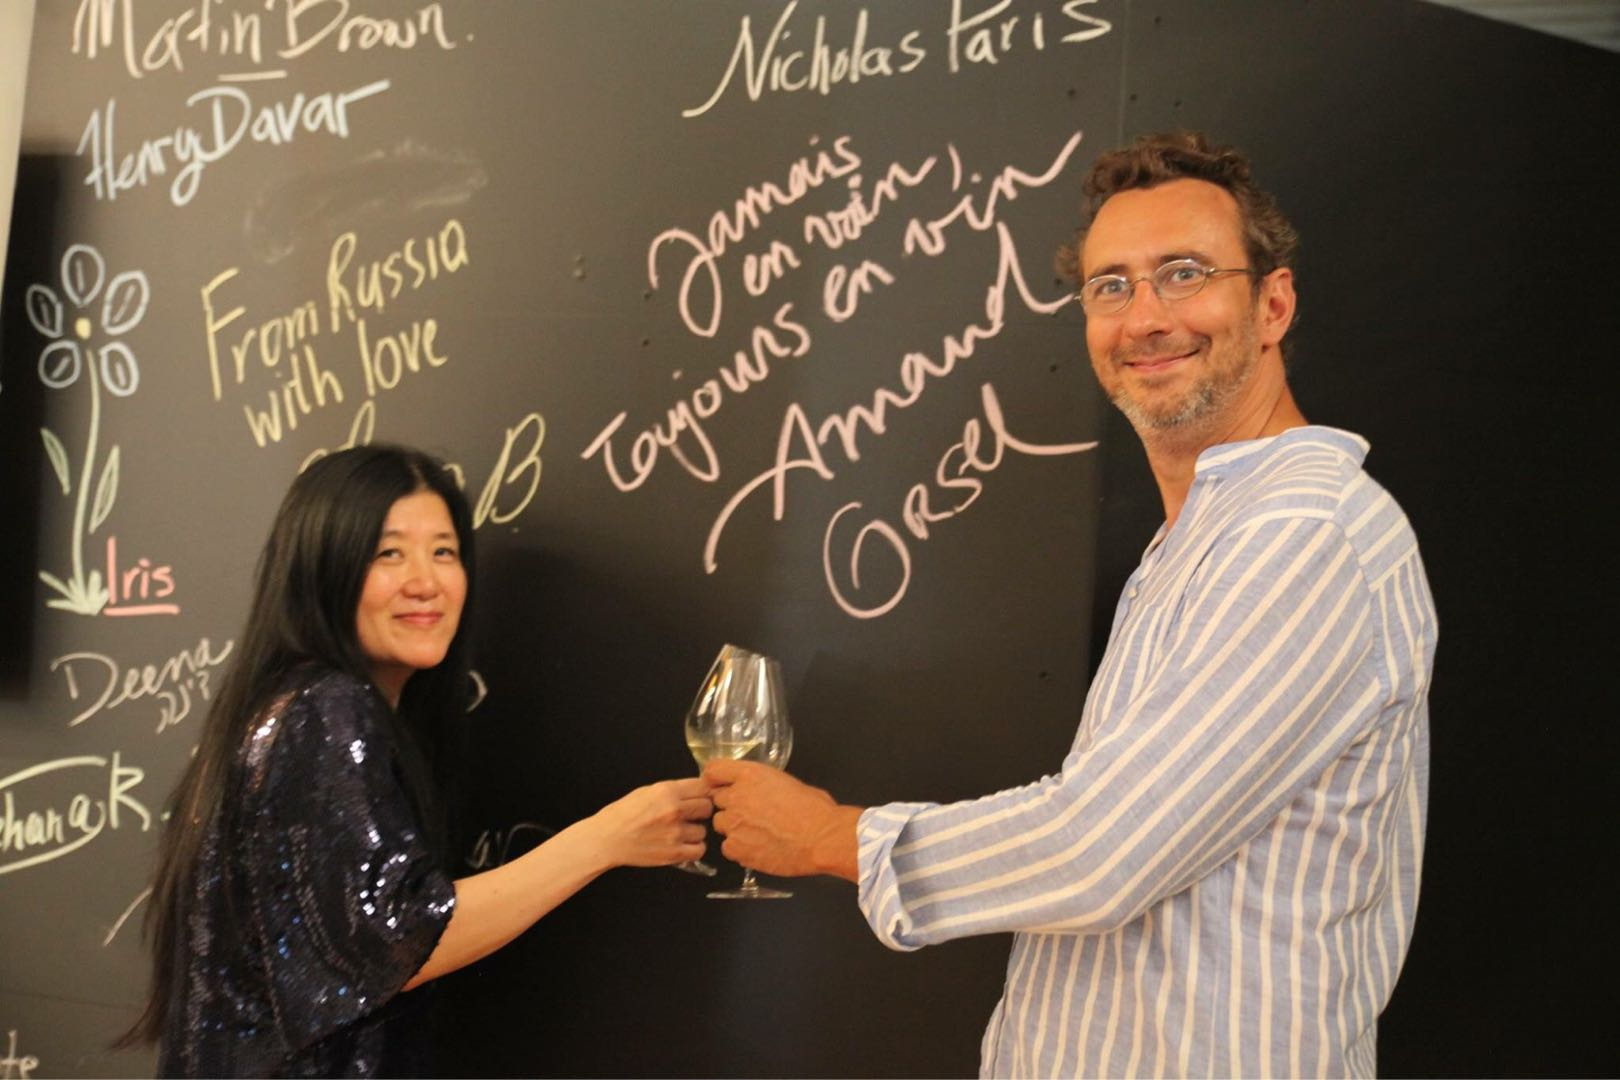 Martin Brown.
Henry Davar
From Russia
with love
B.
Iris
Deena
דינה
Nicholas Paris
Jamais
en vain,
Toujours en vin
Armand
Orsel